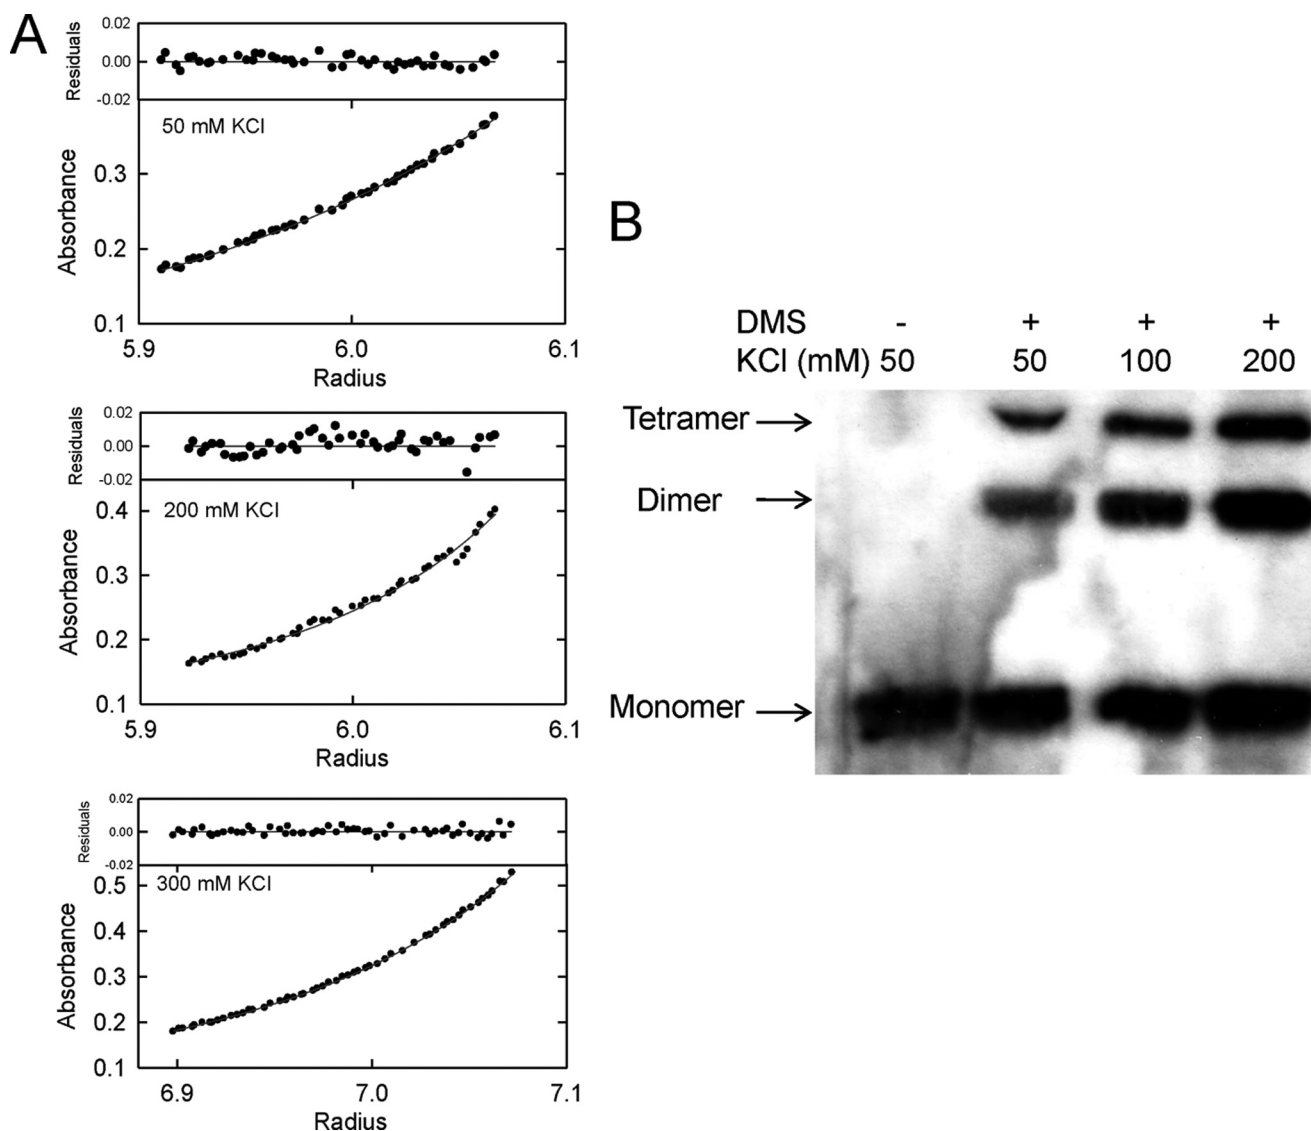 A
0.02
0.00
-0.02
Residuals
50 mM KCl
0.3
0.2
0.1
Absorbance
5.9 6.0 6.1
Radius
0.02
0.00
-0.02
Residuals
200 mM KCl
0.4
0.3
0.2
0.1
Absorbance
5.9 6.0 6.1
Radius
0.02
0.00
-0.02
Residuals
300 mM KCl
0.5
0.4
0.3
0.2
0.1
Absorbance
6.9 7.0 7.1
Radius
B
DMS - + + +
KCl (mM) 50 50 100 200
Tetramer
Dimer
Monomer